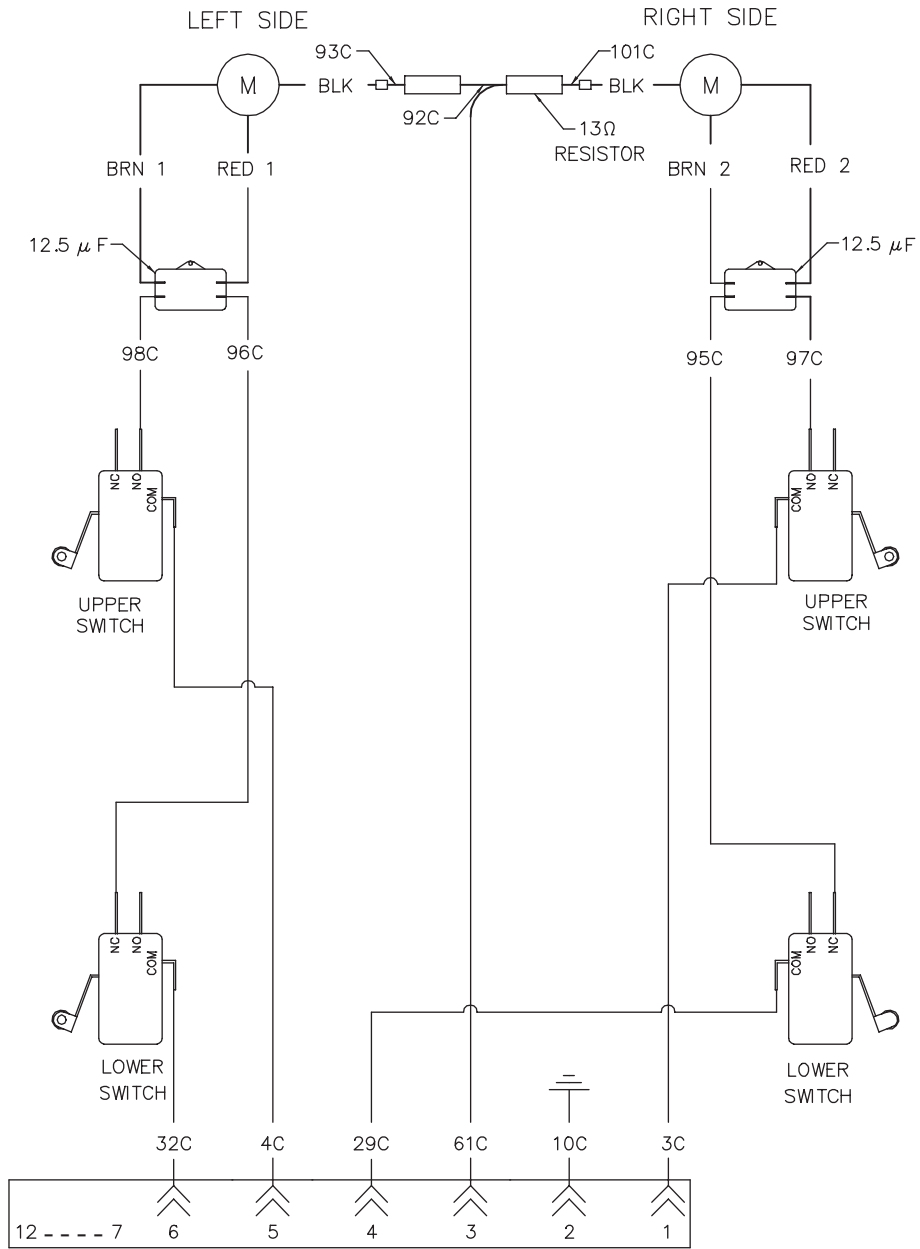 LEFT SIDE
RIGHT SIDE
93C
101C
M
BLK
BLK
M
92C
13Ω
RESISTOR
BRN 1
RED 1
BRN 2
RED 2
12.5 μF
12.5 μF
98C
96C
95C
97C
NC
NO
COM
COM
NO
NC
UPPER
SWITCH
UPPER
SWITCH
NC
NO
COM
COM
NO
NC
LOWER
SWITCH
LOWER
SWITCH
32C
4C
29C
61C
10C
3C
12 ---- 7
6
5
4
3
2
1